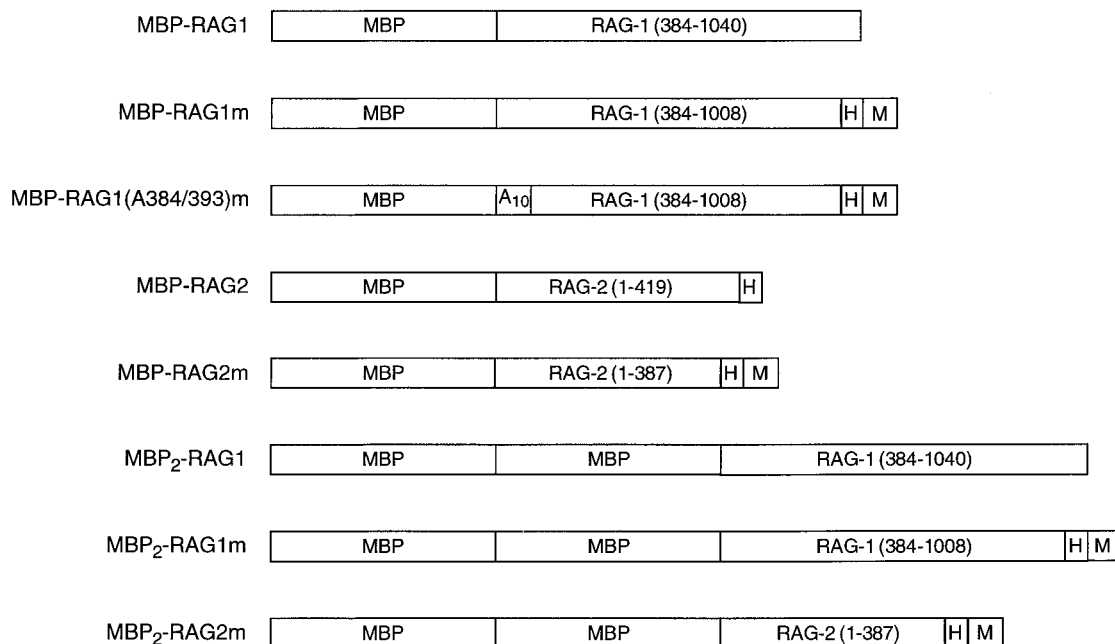 MBP-RAG1 MBP RAG-1 (384-1040)
MBP-RAG1m MBP RAG-1 (384-1008) H M
MBP-RAG1(A384/393)m MBP A10 RAG-1 (384-1008) H M
MBP-RAG2 MBP RAG-2 (1-419) H
MBP-RAG2m MBP RAG-2 (1-387) H M
MBP2-RAG1 MBP MBP RAG-1 (384-1040)
MBP2-RAG1m MBP MBP RAG-1 (384-1008) H M
MBP2-RAG2m MBP MBP RAG-2 (1-387) H M